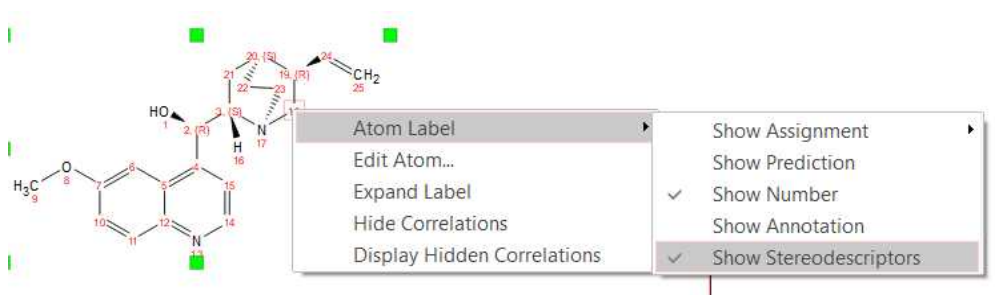 20, (S)
24
21
19, (R)
CH₂
22
23
25
HO
1
3, (S)
2, (R)
N
17
H
16
O
8
H₃C
9
7
6
4
5
15
10
12
14
11
N
13
Atom Label
Edit Atom...
Expand Label
Hide Correlations
Display Hidden Correlations
Show Assignment
Show Prediction
Show Number
Show Annotation
Show Stereodescriptors